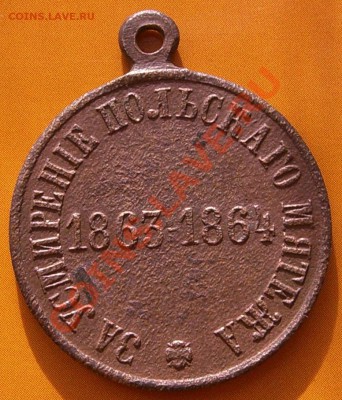 COINS.LAVE.RU
ЗА УСМИРЕНІЕ ПОЛЬСКАГО МЯТЕЖА
1863-1864
COINS.LAVE.RU